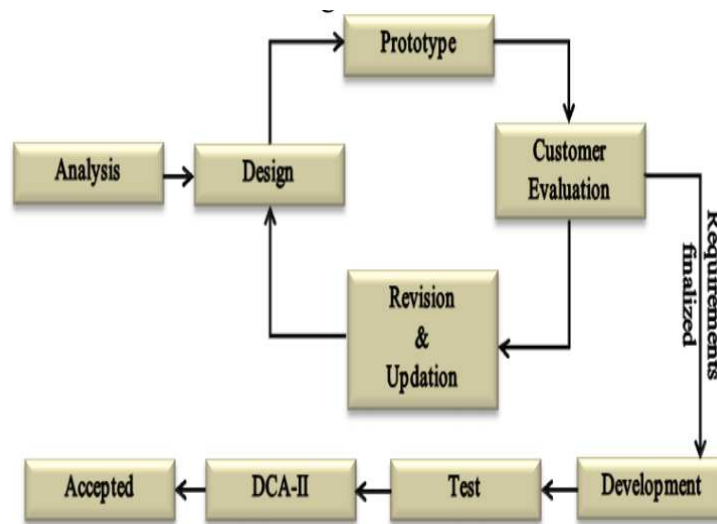 Prototype
Analysis
Design
Customer
Evaluation
Requirements
finalized
Revision
&
Updation
Accepted
DCA-II
Test
Development